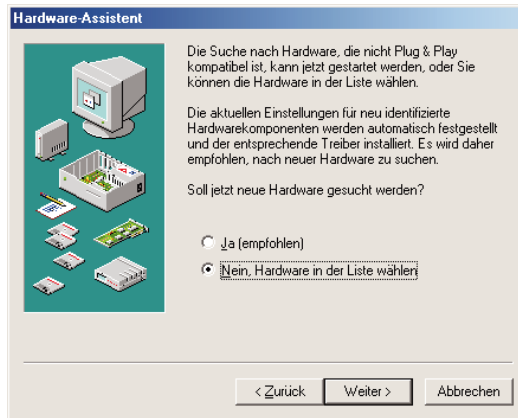 Hardware-Assistent
Die Suche nach Hardware, die nicht Plug & Play
kompatibel ist, kann jetzt gestartet werden, oder Sie
können die Hardware in der Liste wählen.
Die aktuellen Einstellungen für neu identifizierte
Hardwarekomponenten werden automatisch festgestellt
und der entsprechende Treiber installiert. Es wird daher
empfohlen, nach neuer Hardware zu suchen.
Soll jetzt neue Hardware gesucht werden?
Ja (empfohlen)
Nein, Hardware in der Liste wählen
< Zurück Weiter > Abbrechen